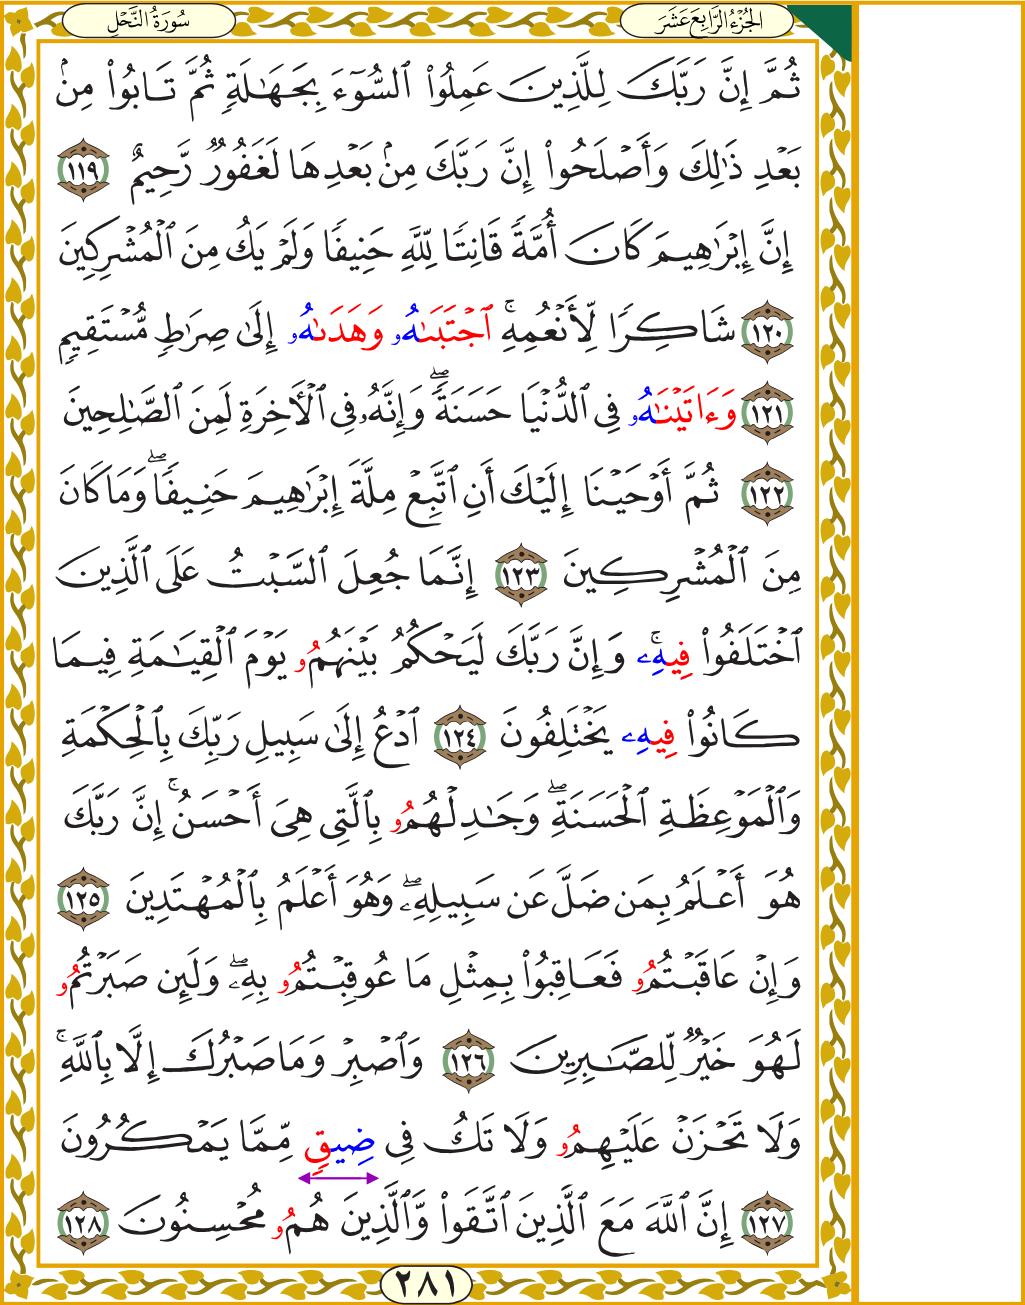 سُورَةُ النَّحْلِ
الجُزْءُ الرَّابِعَ عَشَرَ
ثُمَّ إِنَّ رَبَّكَ لِلَّذِينَ عَمِلُوا۟ ٱلسُّوٓءَ بِجَهَـٰلَةٍ ثُمَّ تَابُوا۟ مِنۢ
بَعْدِ ذَٰلِكَ وَأَصْلَحُوٓا۟ إِنَّ رَبَّكَ مِنۢ بَعْدِهَا لَغَفُورٌ رَّحِيمٌ ١١٩
إِنَّ إِبْرَٰهِيمَ كَانَ أُمَّةً قَانِتًا لِّلَّهِ حَنِيفًا وَلَمْ يَكُ مِنَ ٱلْمُشْرِكِينَ
١٢٠ شَاكِرًا لِّأَنْعُمِهِۚ ٱجْتَبَىٰهُۥ وَهَدَىٰهُۥ إِلَىٰ صِرَٰطٍ مُّسْتَقِيمٍ
١٢١ وَءَاتَيْنَـٰهُۥ فِى ٱلدُّنْيَا حَسَنَةًۖ وَإِنَّهُۥ فِى ٱلْأَخِرَةِ لَمِنَ ٱلصَّـٰلِحِينَ
١٢٢ ثُمَّ أَوْحَيْنَا إِلَيْكَ أَنِ ٱتَّبِعْ مِلَّةَ إِبْرَٰهِيمَ حَنِيفًاۖ وَمَا كَانَ
مِنَ ٱلْمُشْرِكِينَ ١٢٣ إِنَّمَا جُعِلَ ٱلسَّبْتُ عَلَى ٱلَّذِينَ
ٱخْتَلَفُوا۟ فِيهِۦۚ وَإِنَّ رَبَّكَ لَيَحْكُمُ بَيْنَهُمُۥ يَوْمَ ٱلْقِيَـٰمَةِ فِيمَا
كَانُوا۟ فِيهِۦ يَخْتَلِفُونَ ١٢٤ ٱدْعُ إِلَىٰ سَبِيلِ رَبِّكَ بِٱلْحِكْمَةِ
وَٱلْمَوْعِظَةِ ٱلْحَسَنَةِۖ وَجَـٰدِلْهُمُۥ بِٱلَّتِى هِىَ أَحْسَنُۚ إِنَّ رَبَّكَ
هُوَ أَعْلَمُ بِمَن ضَلَّ عَن سَبِيلِهِۦۖ وَهُوَ أَعْلَمُ بِٱلْمُهْتَدِينَ ١٢٥
وَإِنْ عَاقَبْتُمُۥ فَعَاقِبُوا۟ بِمِثْلِ مَا عُوقِبْتُمُۥ بِهِۦۖ وَلَئِن صَبَرْتُمُۥ
لَهُوَ خَيْرٌ لِّلصَّـٰبِرِينَ ١٢٦ وَٱصْبِرْ وَمَا صَبْرُكَ إِلَّا بِٱللَّهِۚ
وَلَا تَحْزَنْ عَلَيْهِمُۥ وَلَا تَكُ فِى ضِيقٍ مِّمَّا يَمْكُرُونَ
١٢٧ إِنَّ ٱللَّهَ مَعَ ٱلَّذِينَ ٱتَّقَوا۟ وَّٱلَّذِينَ هُمُۥ مُحْسِنُونَ ١٢٨
٢٨١